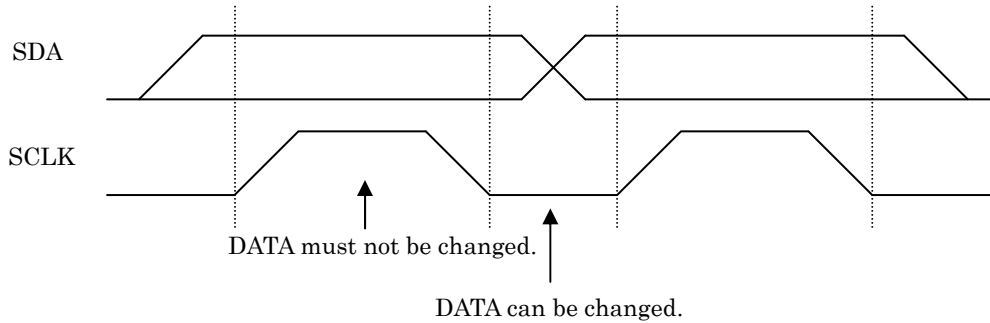 SDA
SCLK
DATA must not be changed.
DATA can be changed.